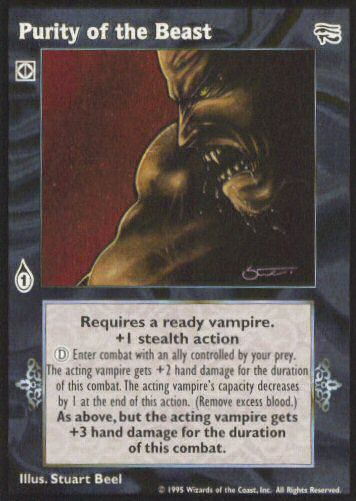 Purity of the Beast
1
Requires a ready vampire.
+1 stealth action
Ⓓ Enter combat with an ally controlled by your prey.
The acting vampire gets +2 hand damage for the duration
of this combat. The acting vampire's capacity decreases
by 1 at the end of this action. (Remove excess blood.)
As above, but the acting vampire gets
+3 hand damage for the duration
of this combat.
Illus. Stuart Beel
© 1995 Wizards of the Coast, Inc. All Rights Reserved.